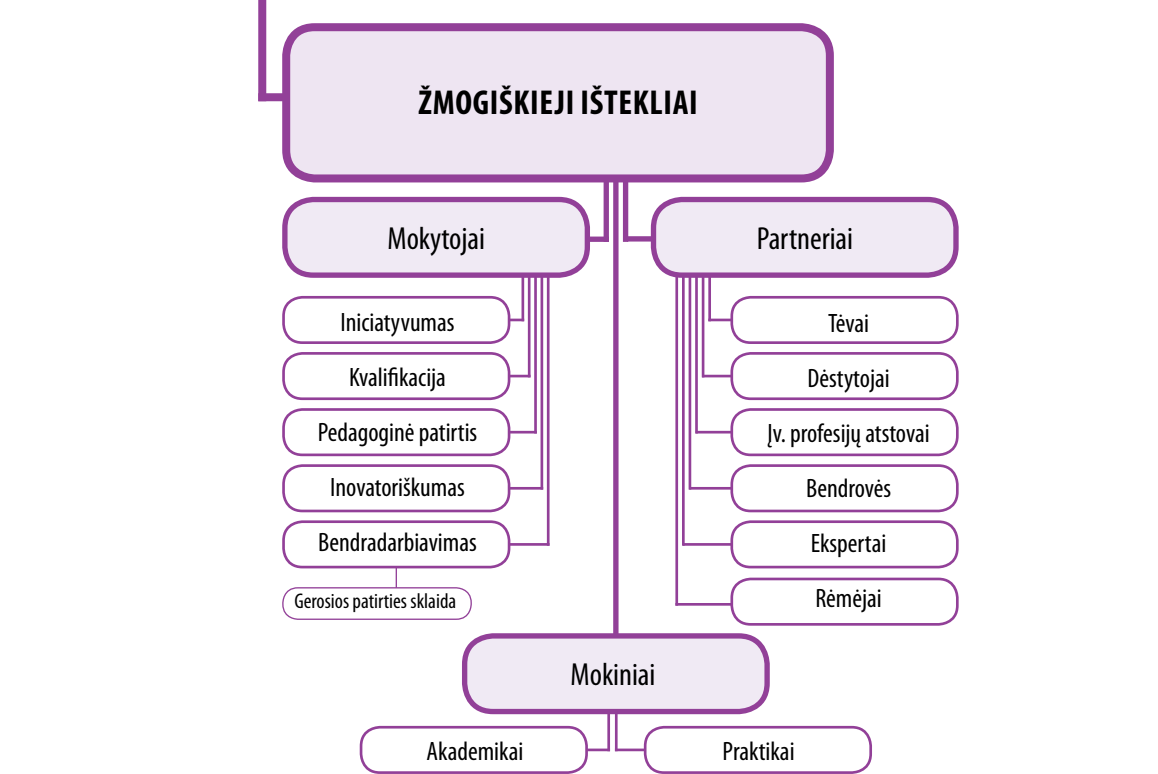 ŽMOGIŠKIEJI IŠTEKLIAI
Mokytojai
Iniciatyvumas
Kvalifikacija
Pedagoginė patirtis
Inovatoriškumas
Bendradarbiavimas
Gerosios patirties sklaida
Partneriai
Tėvai
Dėstytojai
Įv. profesijų atstovai
Bendrovės
Ekspertai
Rėmėjai
Mokiniai
Akademikai
Praktikai